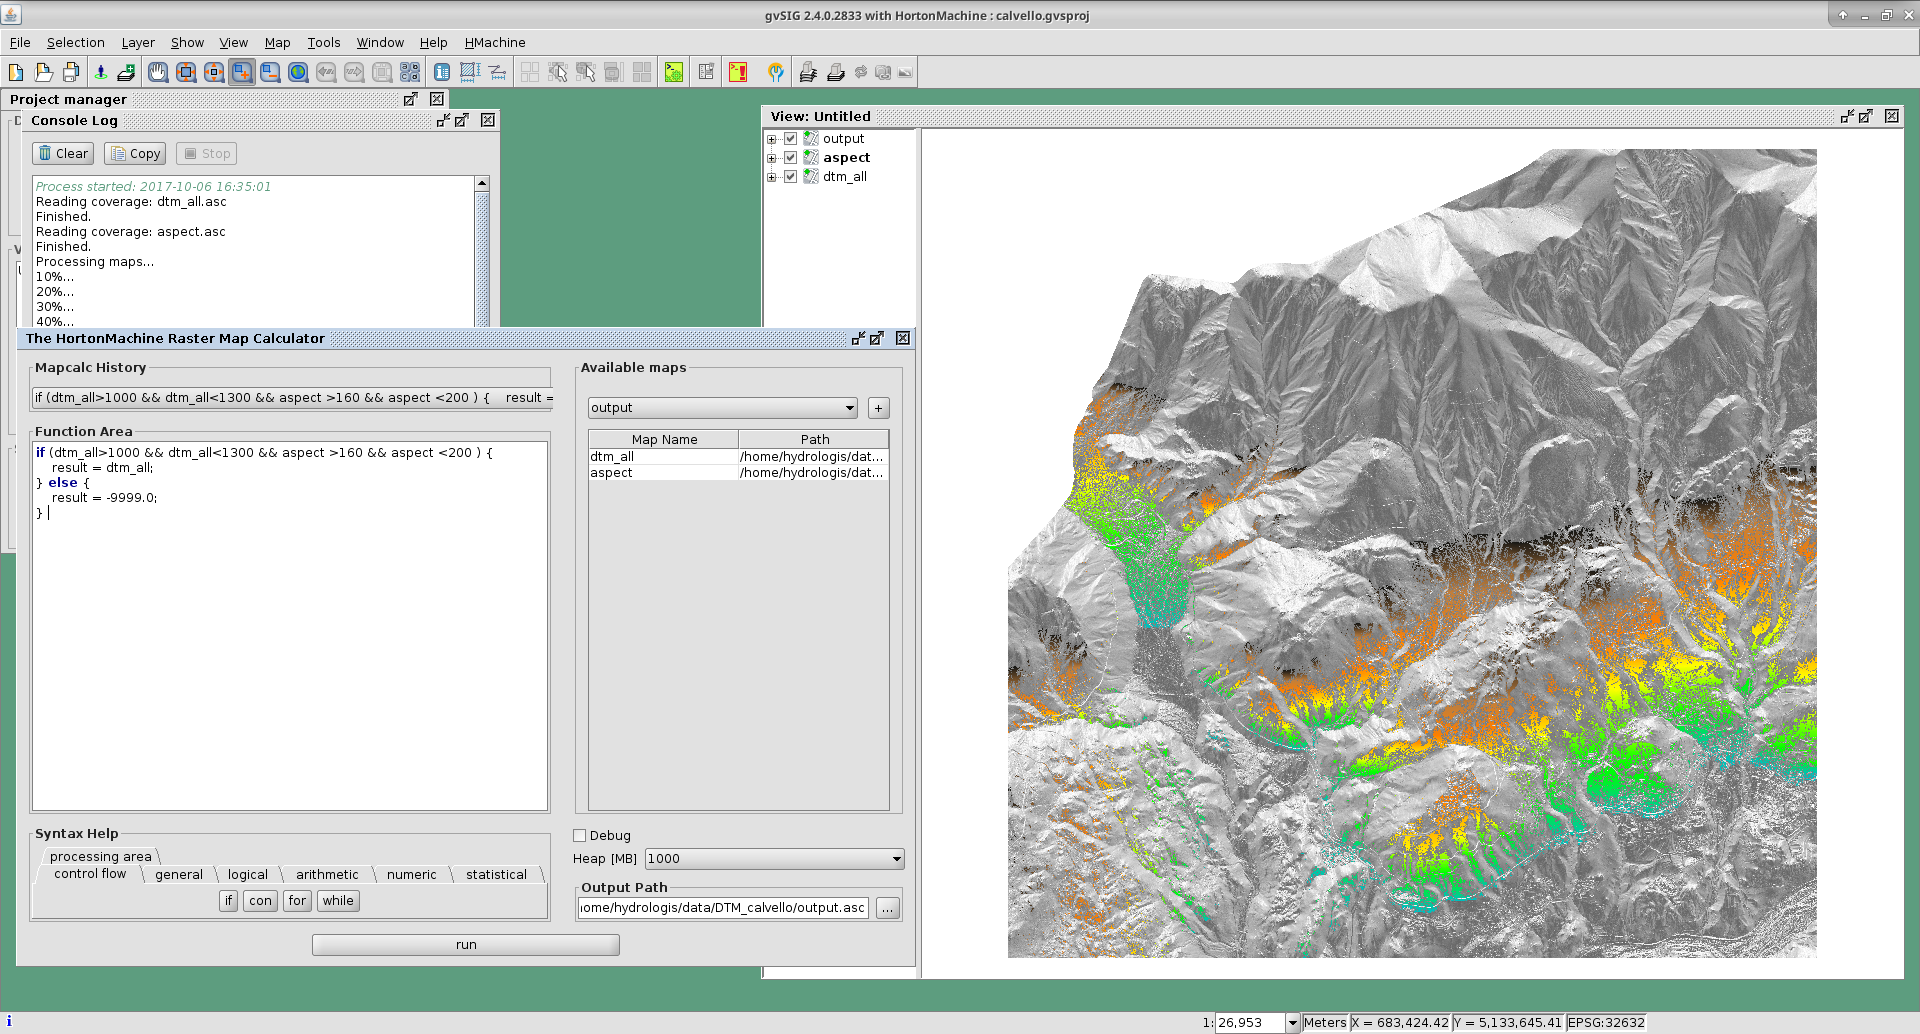 gvSIG 2.4.0.2833 with HortonMachine : calvello.gvsproj
File Selection Layer Show View Map Tools Window Help HMachine
Project manager
Console Log
Clear Copy Stop
Process started: 2017-10-06 16:35:01
Reading coverage: dtm_all.asc
Finished.
Reading coverage: aspect.asc
Finished.
Processing maps...
10%...
20%...
30%...
40%...
View: Untitled
output
aspect
dtm_all
The HortonMachine Raster Map Calculator
Mapcalc History
if (dtm_all>1000 && dtm_all<1300 && aspect >160 && aspect <200 ) { result =
Function Area
if (dtm_all>1000 && dtm_all<1300 && aspect >160 && aspect <200 ) {
result = dtm_all;
} else {
result = -9999.0;
}
Syntax Help
processing area
control flow general logical arithmetic numeric statistical
if con for while
Available maps
output +
Map Name Path
dtm_all /home/hydrologis/dat...
aspect /home/hydrologis/dat...
Debug
Heap [MB] 1000
Output Path
ome/hydrologis/data/DTM_calvello/output.asc ...
run
1: 26,953 Meters X = 683,424.42 Y = 5,133,645.41 EPSG:32632